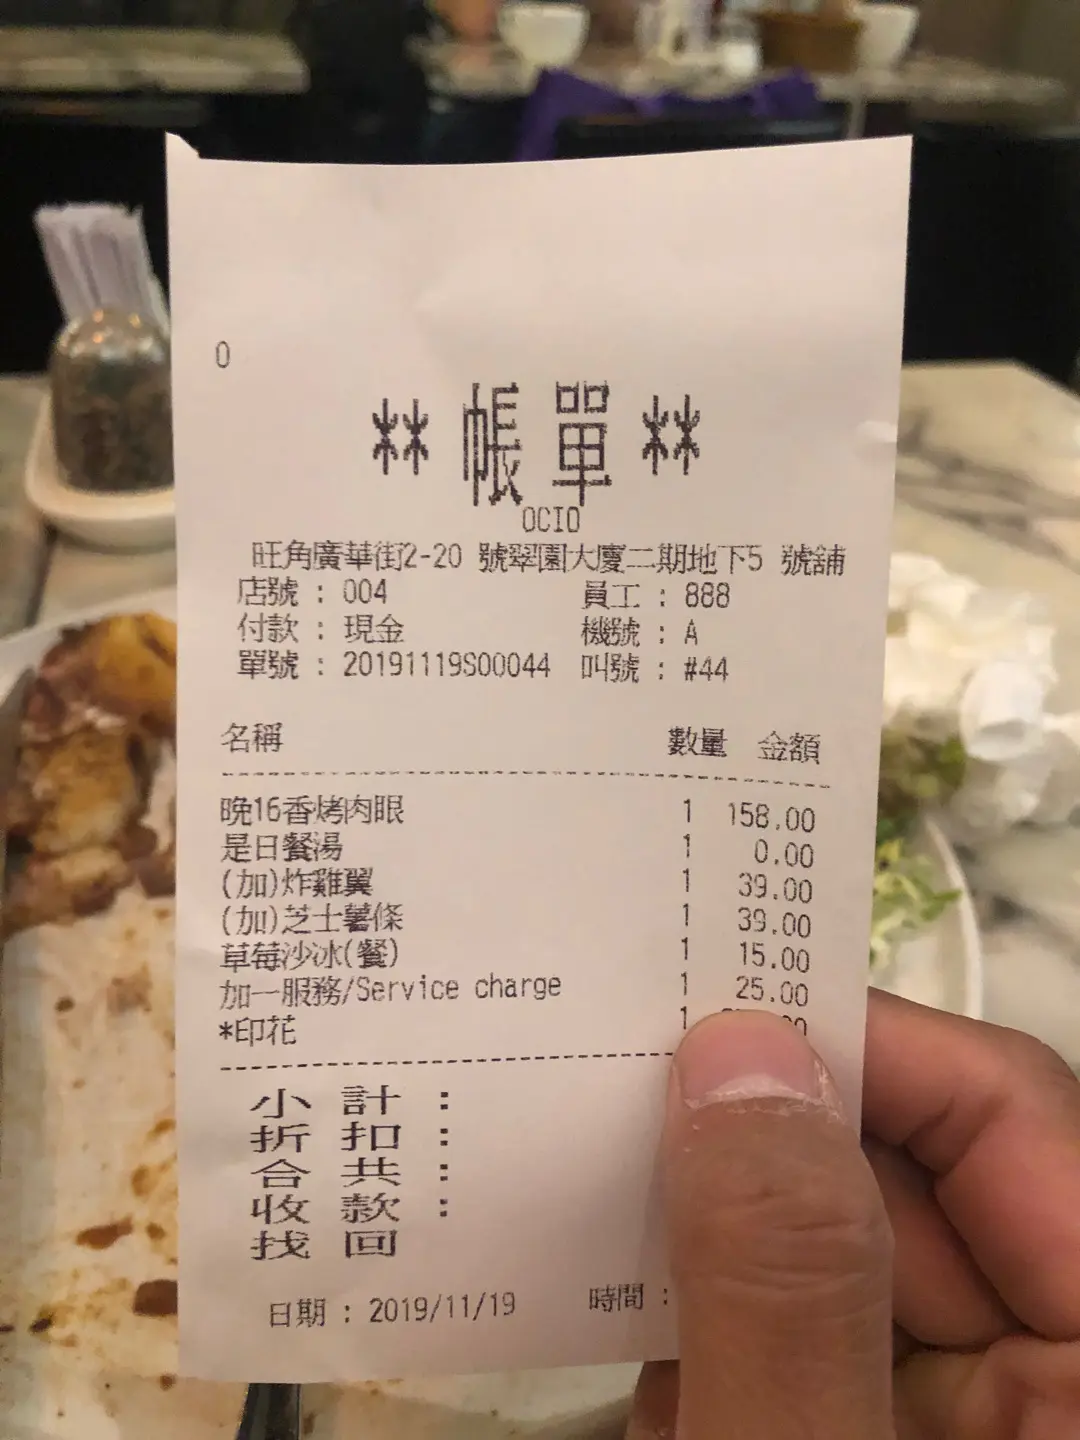 0
** 帳單 **
OCIO
旺角廣華街2-20 號翠園大廈二期地下5 號舖
店號 : 004 員工 : 888
付款 : 現金 機號 : A
單號 : 20191119S00044 叫號 : #44
名稱 數量 金額
晚16香烤肉眼 1 158.00
是日餐湯 1 0.00
(加)炸雞翼 1 39.00
(加)芝士薯條 1 39.00
草莓沙冰(餐) 1 15.00
加一服務/Service charge 1 25.00
*印花 1
小計 :
折扣 :
合共 :
收款 :
找回
日期 : 2019/11/19 時間 :